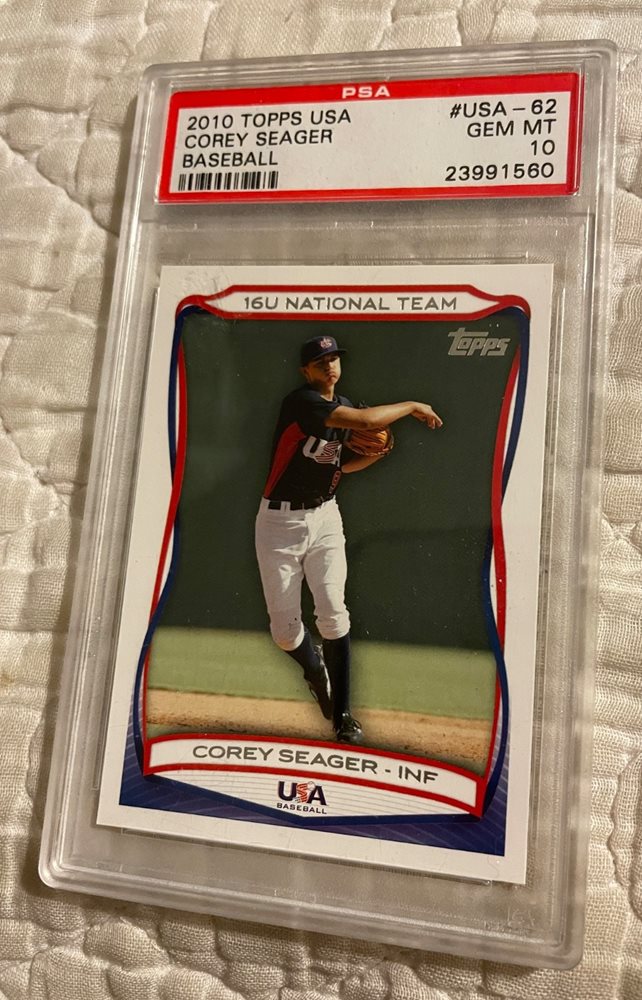 PSA
2010 TOPPS USA #USA-62
COREY SEAGER GEM MT
BASEBALL 10
23991560
16U NATIONAL TEAM
Topps
USA
COREY SEAGER - INF
USA
BASEBALL